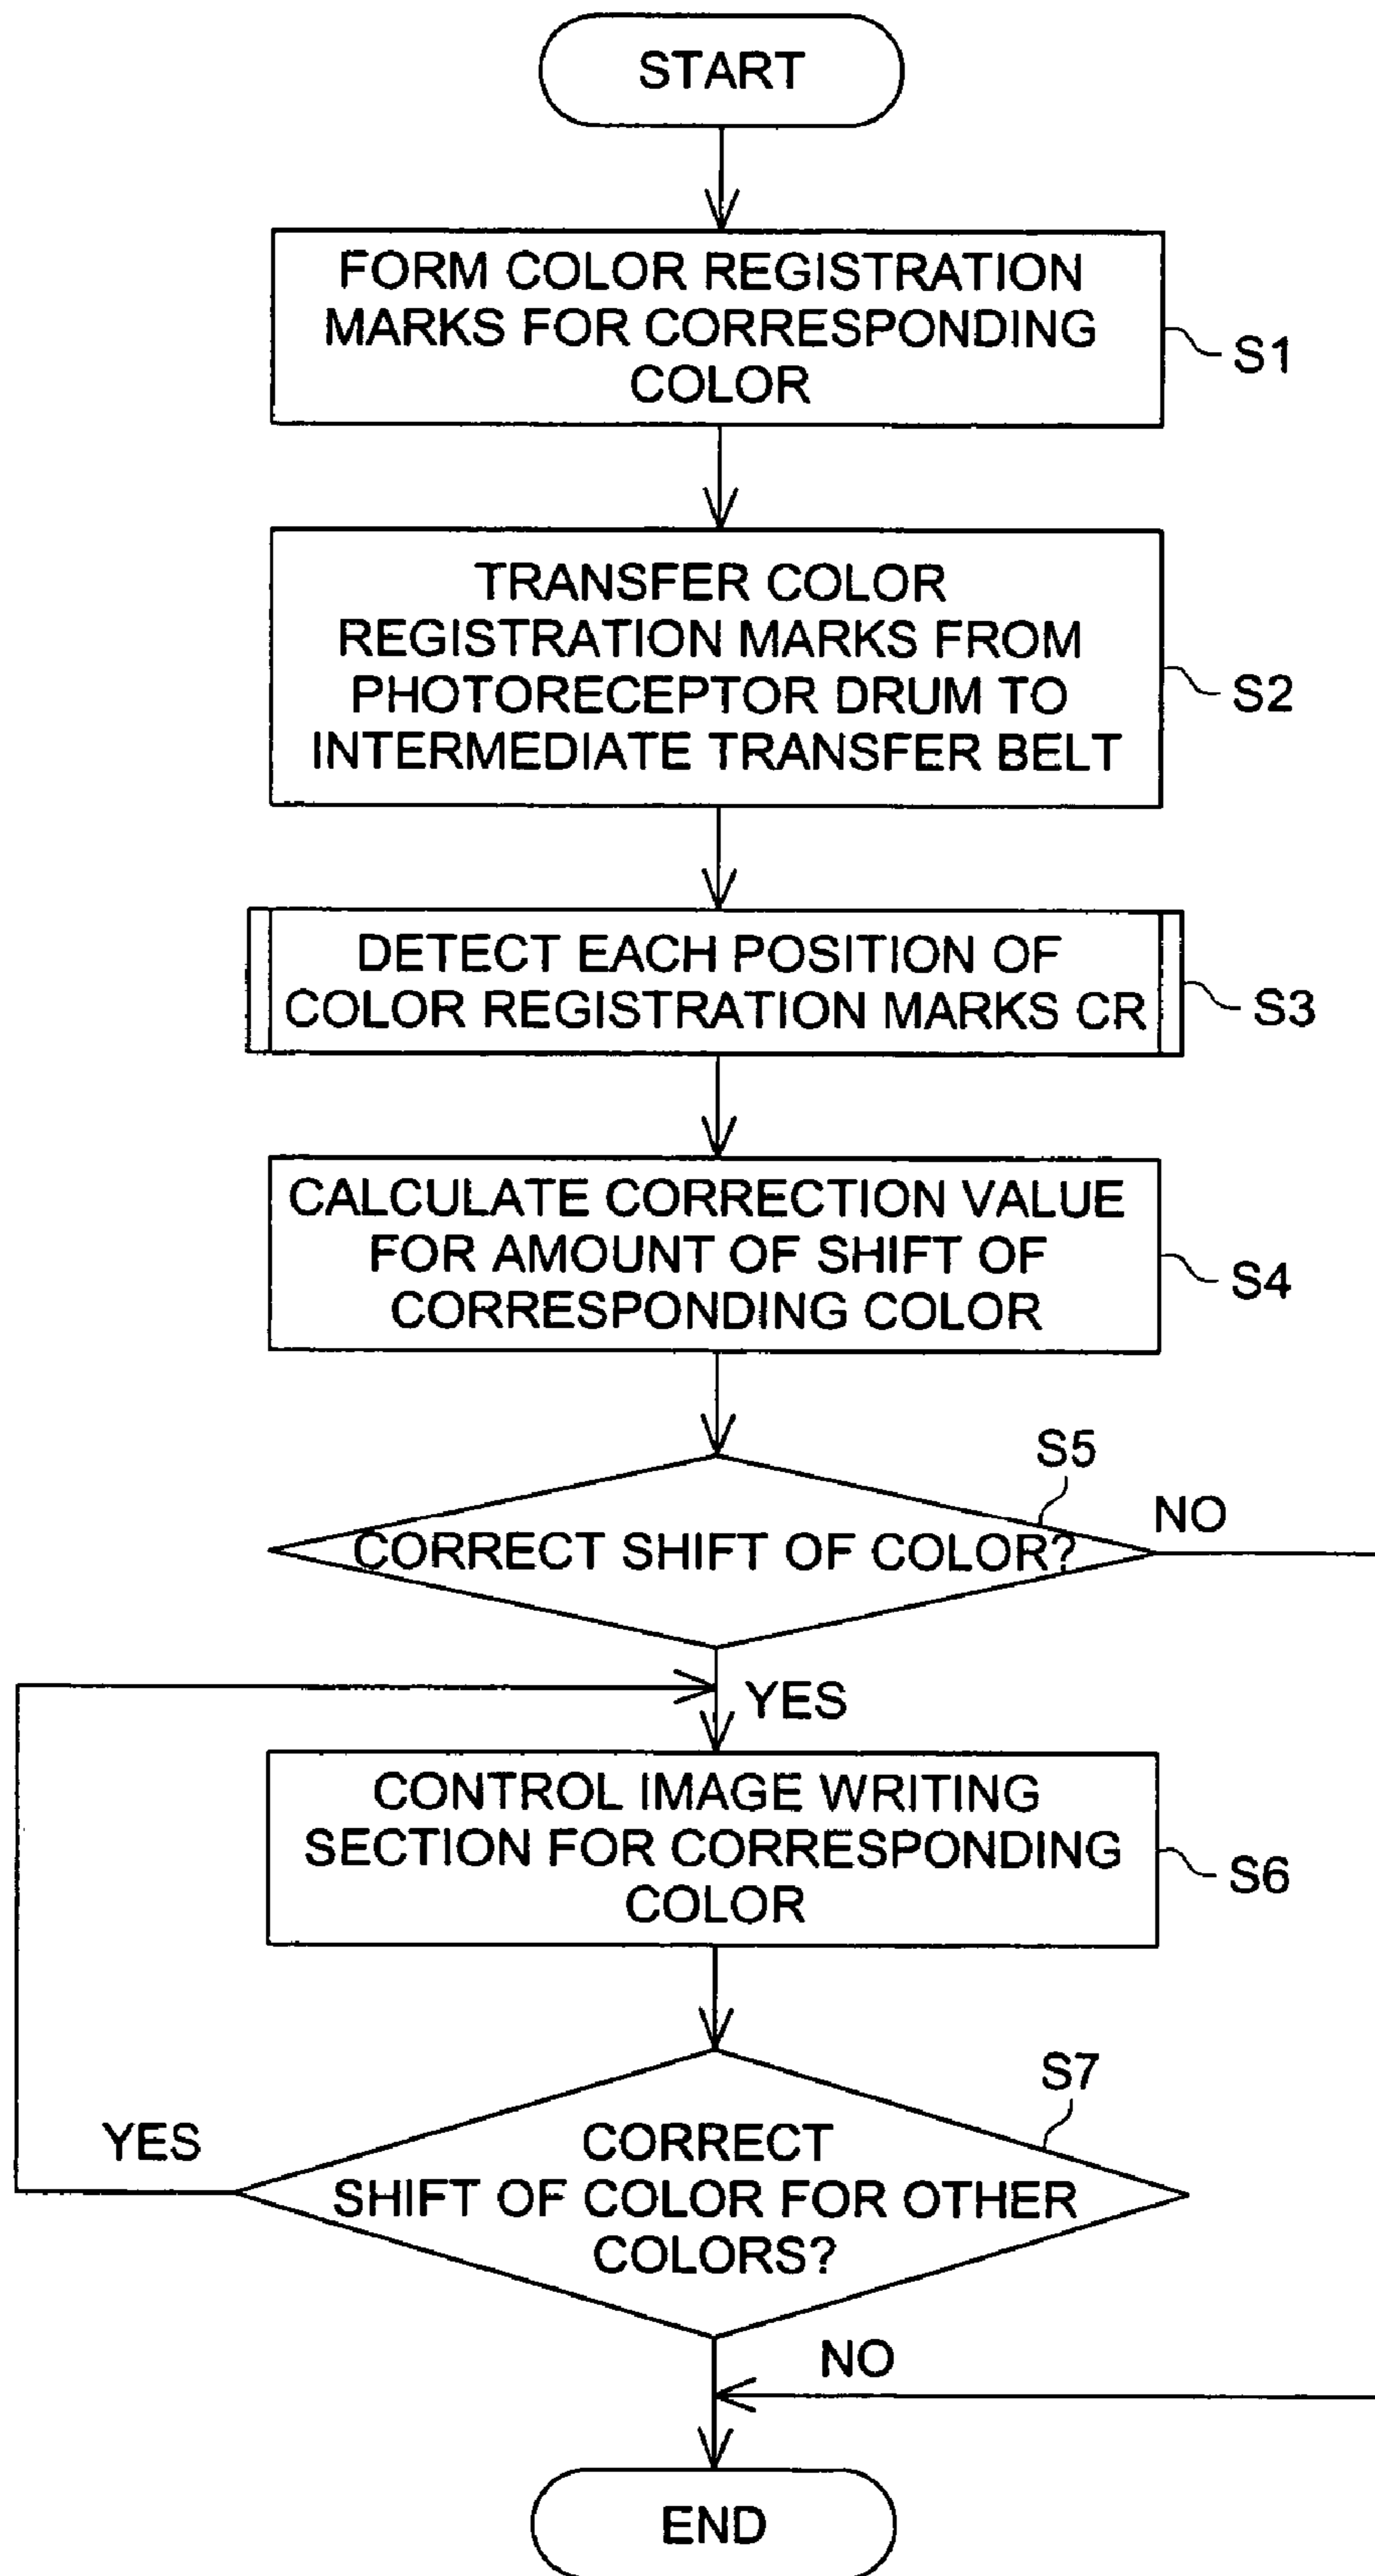 START
FORM COLOR REGISTRATION
MARKS FOR CORRESPONDING
COLOR
S1
TRANSFER COLOR
REGISTRATION MARKS FROM
PHOTORECEPTOR DRUM TO
INTERMEDIATE TRANSFER BELT
S2
DETECT EACH POSITION OF
COLOR REGISTRATION MARKS CR
S3
CALCULATE CORRECTION VALUE
FOR AMOUNT OF SHIFT OF
CORRESPONDING COLOR
S4
S5
CORRECT SHIFT OF COLOR?
NO
YES
CONTROL IMAGE WRITING
SECTION FOR CORRESPONDING
COLOR
S6
S7
YES
CORRECT
SHIFT OF COLOR FOR OTHER
COLORS?
NO
END